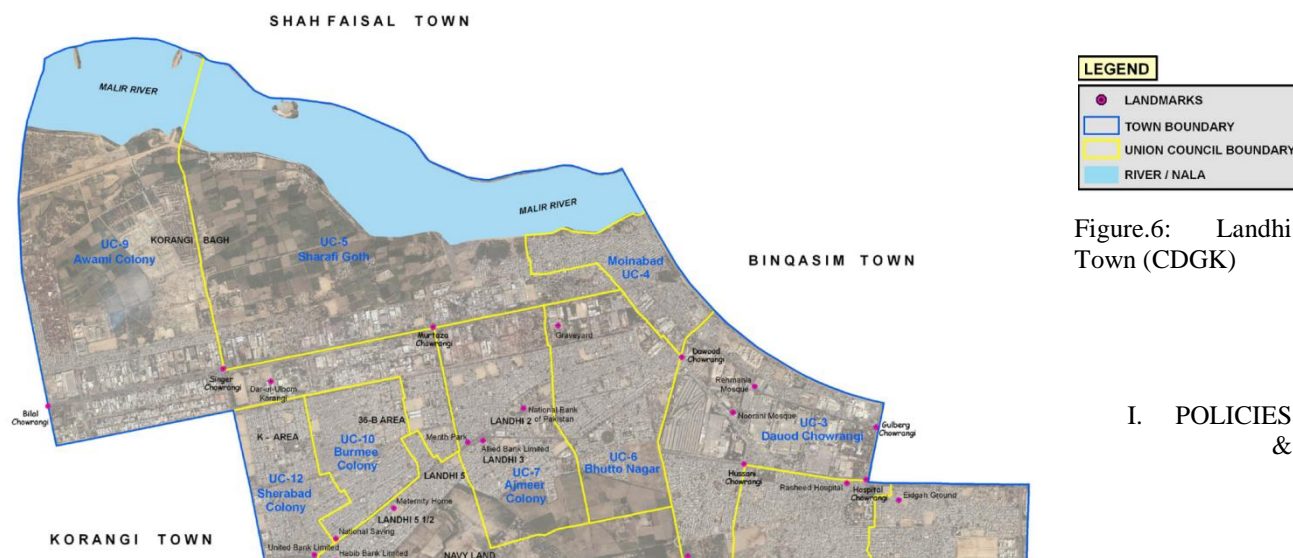 SHAH FAISAL TOWN
MALIR RIVER
MALIR RIVER
UC-9
Awami Colony
KORANGI BAGH
UC-5
Sharafi Goth
Moinabad
UC-4
BINQASIM TOWN
Murtaza
Chowrangi
Graveyard
Dawood
Chowrangi
Singer
Chowrangi
Dar-ul-Uloom
Korangi
Rehmania
Mosque
Bilal
Chowrangi
36-B AREA
LANDHI 2
National Bank
of Pakistan
Noorani Mosque
UC-3
Dauod Chowrangi
Gulberg
Chowrangi
K - AREA
UC-10
Burmee
Colony
Allied Bank Limited
LANDHI 3
UC-6
Bhutto Nagar
LANDHI 5
UC-7
Ajmeer
Colony
Hussani
Chowrangi
Rasheed Hospital
Hospital
Chowrangi
Eidgah Ground
UC-12
Sherabad
Colony
Maternity Home
LANDHI 5 1/2
National Saving
KORANGI TOWN
United Bank Limited
Habib Bank Limited
NAVY LAND
LEGEND
LANDMARKS
TOWN BOUNDARY
UNION COUNCIL BOUNDARY
RIVER / NALA
Figure.6: Landhi
Town (CDGK)
I. POLICIES
&